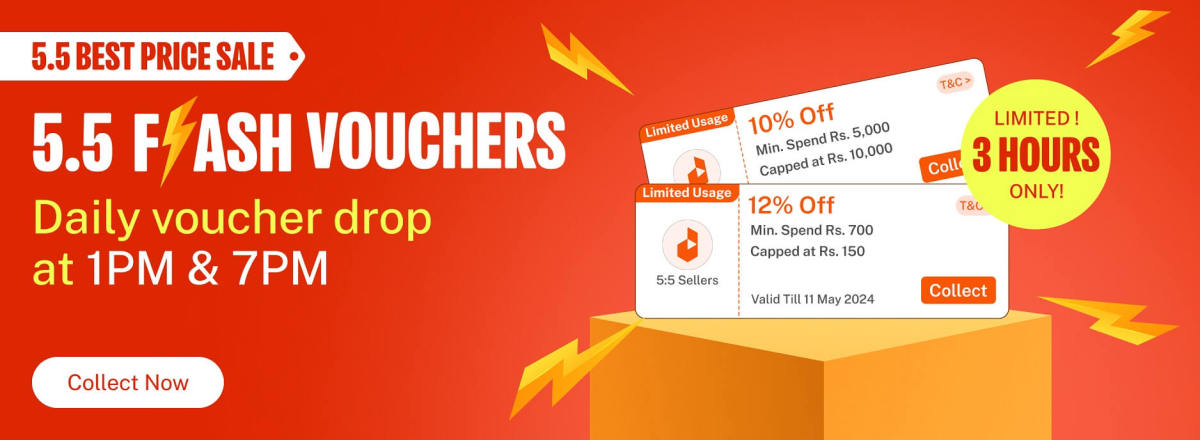 5.5 BEST PRICE SALE
5.5 FLASH VOUCHERS
Daily voucher drop
at 1PM & 7PM
Collect Now
Limited Usage
10% Off
Min. Spend Rs. 5,000
Capped at Rs. 10,000
T&C >
Coll
Limited Usage
5:5 Sellers
12% Off
Min. Spend Rs. 700
Capped at Rs. 150
Valid Till 11 May 2024
T&C
Collect
LIMITED !
3 HOURS
ONLY!